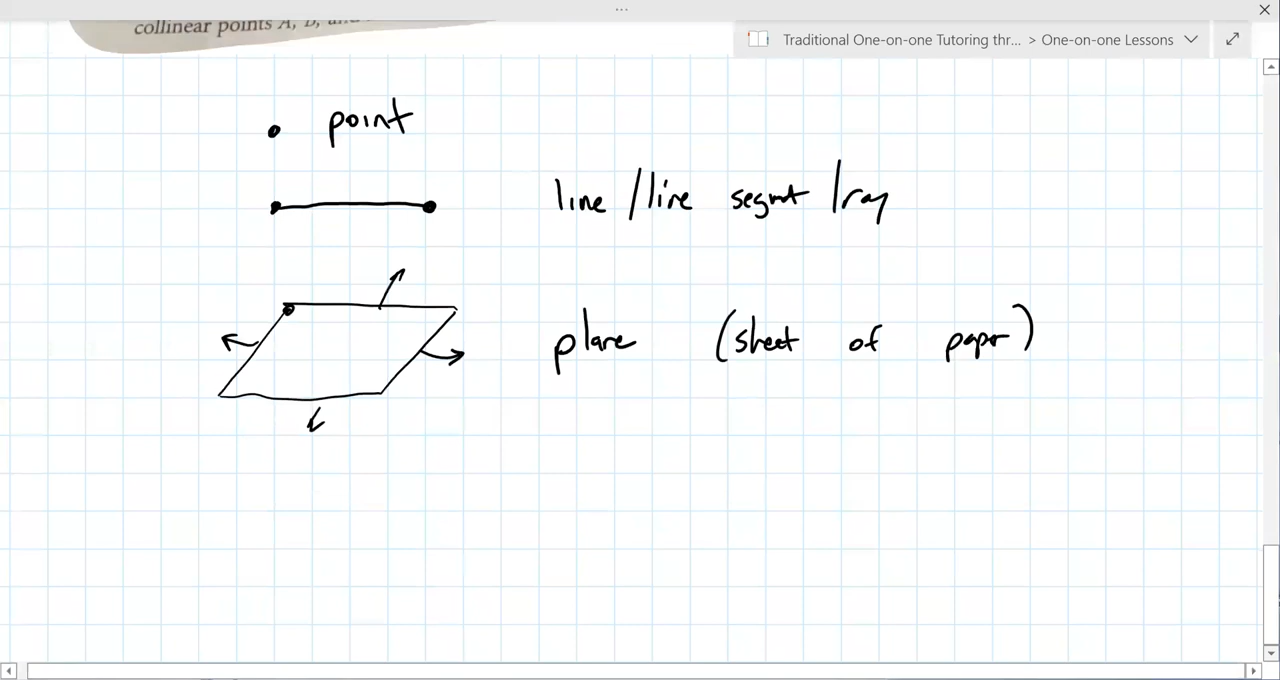 collinear points A, B, and
Traditional One-on-one Tutoring thr... > One-on-one Lessons
point
line /line segmt /ray
plane (sheet of paper)